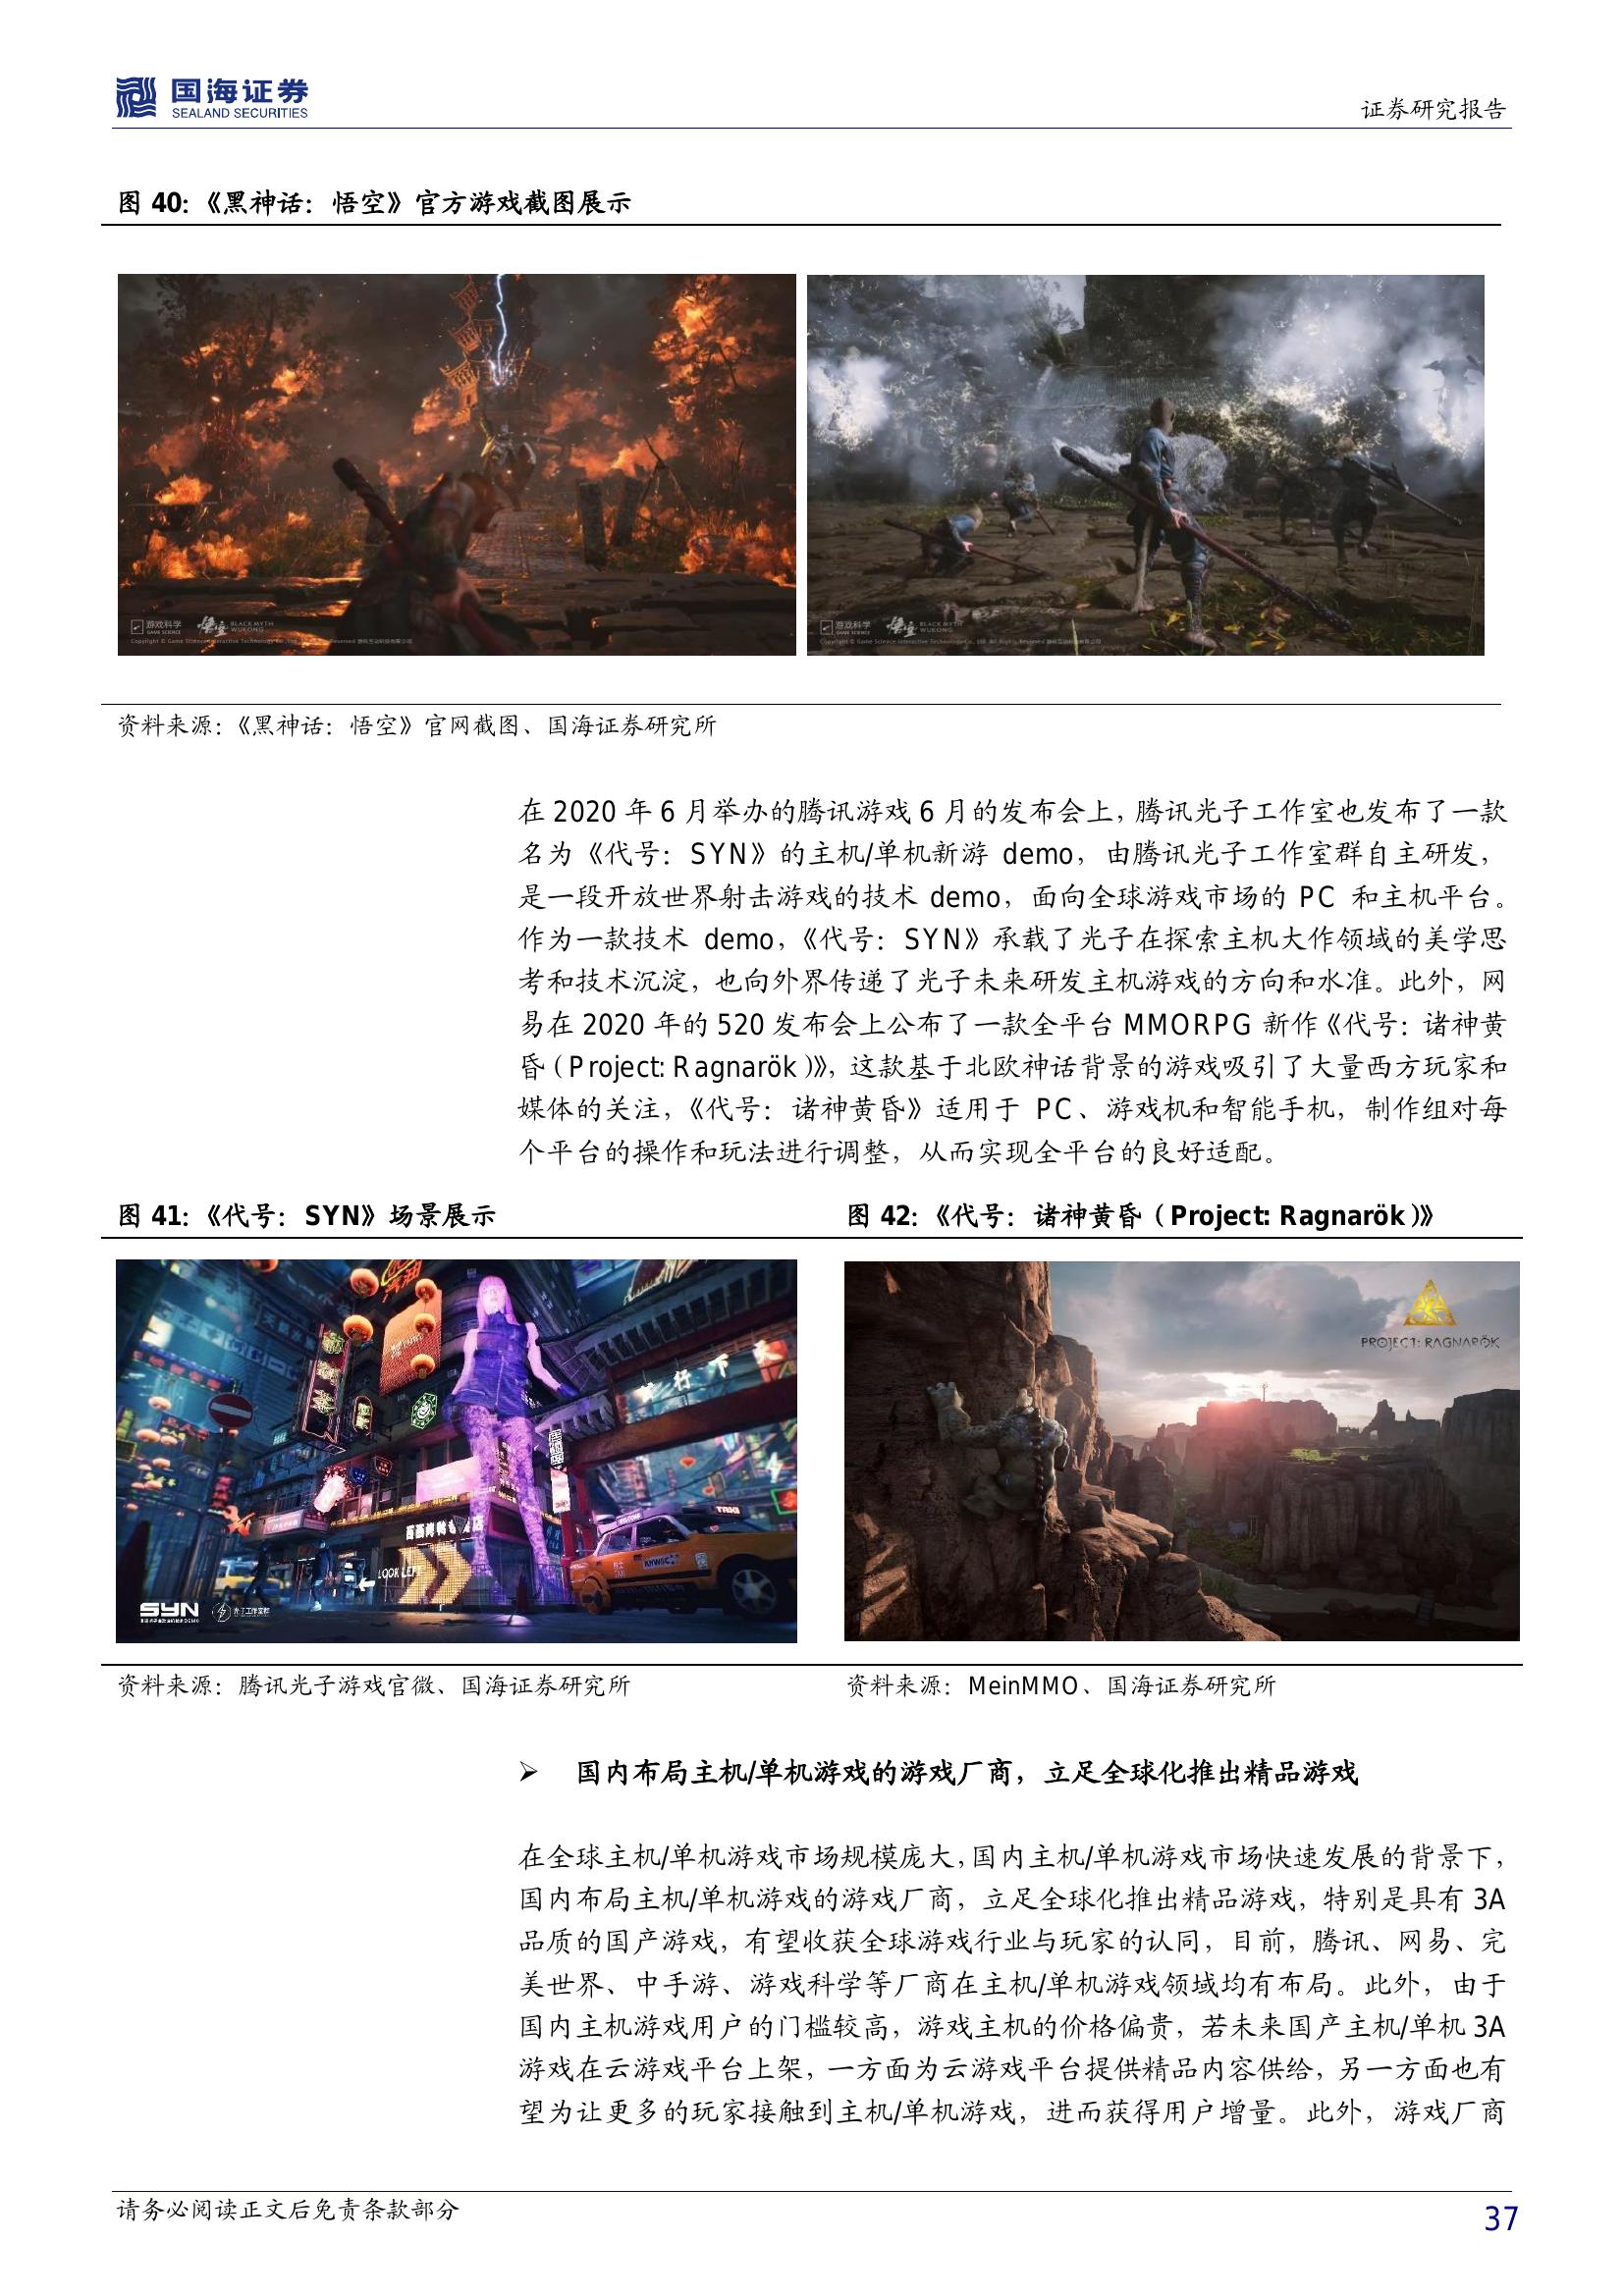 国海证券
SEALAND SECURITIES
证券研究报告
图 40:《黑神话：悟空》官方游戏截图展示
游戏科学
GAME SCIENCE
悟空
BLACK MYTH
WUKONG
游戏科学
GAME SCIENCE
悟空
BLACK MYTH
WUKONG
资料来源:《黑神话：悟空》官网截图、国海证券研究所
在 2020 年 6 月举办的腾讯游戏 6 月的发布会上, 腾讯光子工作室也发布了一款
名为《代号：SYN》的主机/单机新游 demo，由腾讯光子工作室群自主研发，
是一段开放世界射击游戏的技术 demo，面向全球游戏市场的 PC 和主机平台。
作为一款技术 demo,《代号：SYN》承载了光子在探索主机大作领域的美学思
考和技术沉淀，也向外界传递了光子未来研发主机游戏的方向和水准。此外，网
易在 2020 年的 520 发布会上公布了一款全平台 MMORPG 新作《代号: 诸神黄
昏（Project: Ragnarök）》, 这款基于北欧神话背景的游戏吸引了大量西方玩家和
媒体的关注,《代号：诸神黄昏》适用于 PC、游戏机和智能手机，制作组对每
个平台的操作和玩法进行调整，从而实现全平台的良好适配。
图 41:《代号：SYN》场景展示
图 42:《代号：诸神黄昏（Project: Ragnarök）》
TAXI
LOOK LEFT
SYN
光子工作室群
PROJECT: RAGNARÖK
资料来源：腾讯光子游戏官微、国海证券研究所
资料来源：MeinMMO、国海证券研究所
➢ 国内布局主机/单机游戏的游戏厂商，立足全球化推出精品游戏
在全球主机/单机游戏市场规模庞大, 国内主机/单机游戏市场快速发展的背景下，
国内布局主机/单机游戏的游戏厂商，立足全球化推出精品游戏，特别是具有 3A
品质的国产游戏，有望收获全球游戏行业与玩家的认同，目前，腾讯、网易、完
美世界、中手游、游戏科学等厂商在主机/单机游戏领域均有布局。此外，由于
国内主机游戏用户的门槛较高，游戏主机的价格偏贵，若未来国产主机/单机 3A
游戏在云游戏平台上架，一方面为云游戏平台提供精品内容供给，另一方面也有
望为让更多的玩家接触到主机/单机游戏，进而获得用户增量。此外，游戏厂商
请务必阅读正文后免责条款部分
37